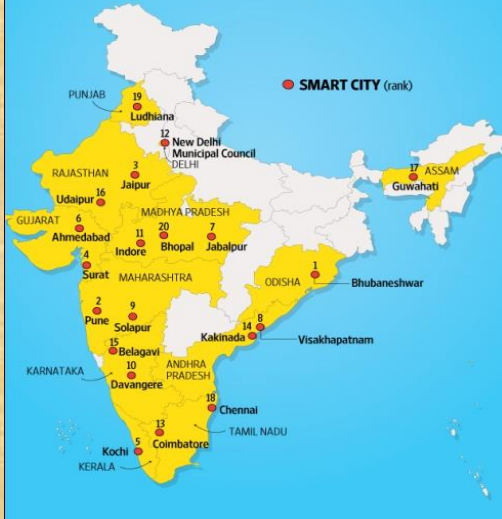 SMART CITY (rank)
PUNJAB
19
Ludhiana
12
New Delhi
Municipal Council
DELHI
17
ASSAM
Guwahati
RAJASTHAN
3
Jaipur
16
Udaipur
MADHYA PRADESH
GUJARAT
6
Ahmedabad
11
Indore
20
Bhopal
7
Jabalpur
4
Surat
MAHARASHTRA
ODISHA
1
Bhubaneshwar
2
Pune
9
Solapur
14
Kakinada
8
Visakhapatnam
15
Belagavi
KARNATAKA
10
Davangere
ANDHRA
PRADESH
18
Chennai
13
Coimbatore
TAMIL NADU
5
Kochi
KERALA